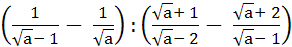 (1/(√a − 1) − 1/√a) : ((√a + 1)/(√a − 2) − (√a + 2)/(√a − 1))